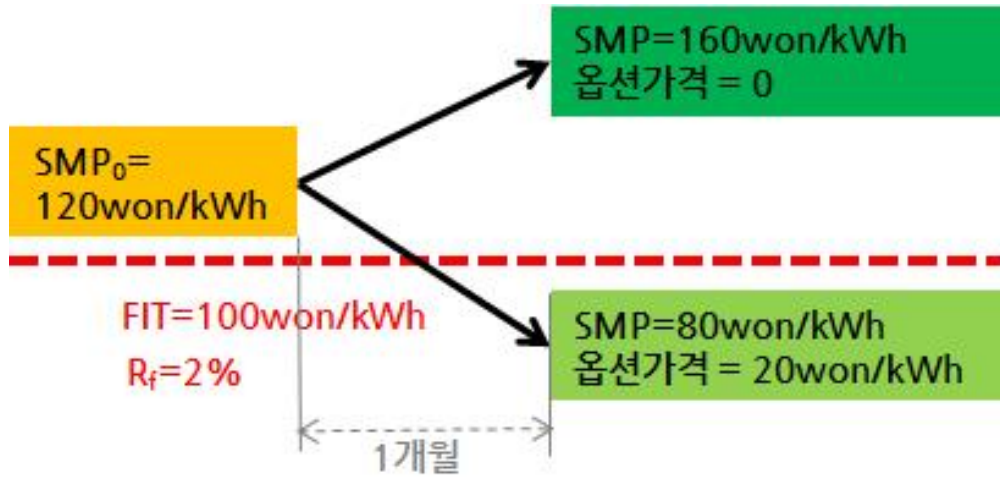 SMP=160won/kWh
옵션가격 = 0
SMP₀=
120won/kWh
FIT=100won/kWh
R_f=2%
SMP=80won/kWh
옵션가격 = 20won/kWh
1개월